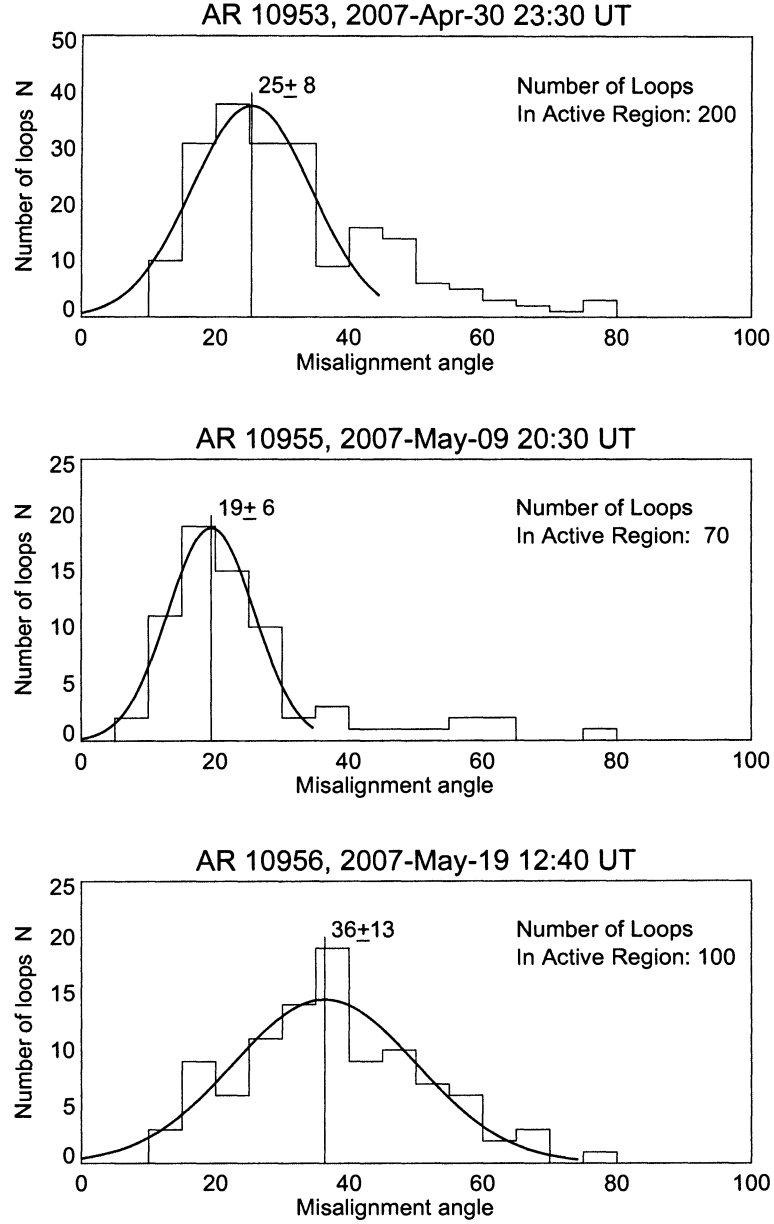 AR 10953, 2007-Apr-30 23:30 UT
50
40
30
20
10
0
Number of loops N
25± 8
Number of Loops
In Active Region: 200
0 20 40 60 80 100
Misalignment angle
AR 10955, 2007-May-09 20:30 UT
25
20
15
10
5
0
Number of loops N
19± 6
Number of Loops
In Active Region: 70
0 20 40 60 80 100
Misalignment angle
AR 10956, 2007-May-19 12:40 UT
25
20
15
10
5
0
Number of loops N
36±13
Number of Loops
In Active Region: 100
0 20 40 60 80 100
Misalignment angle